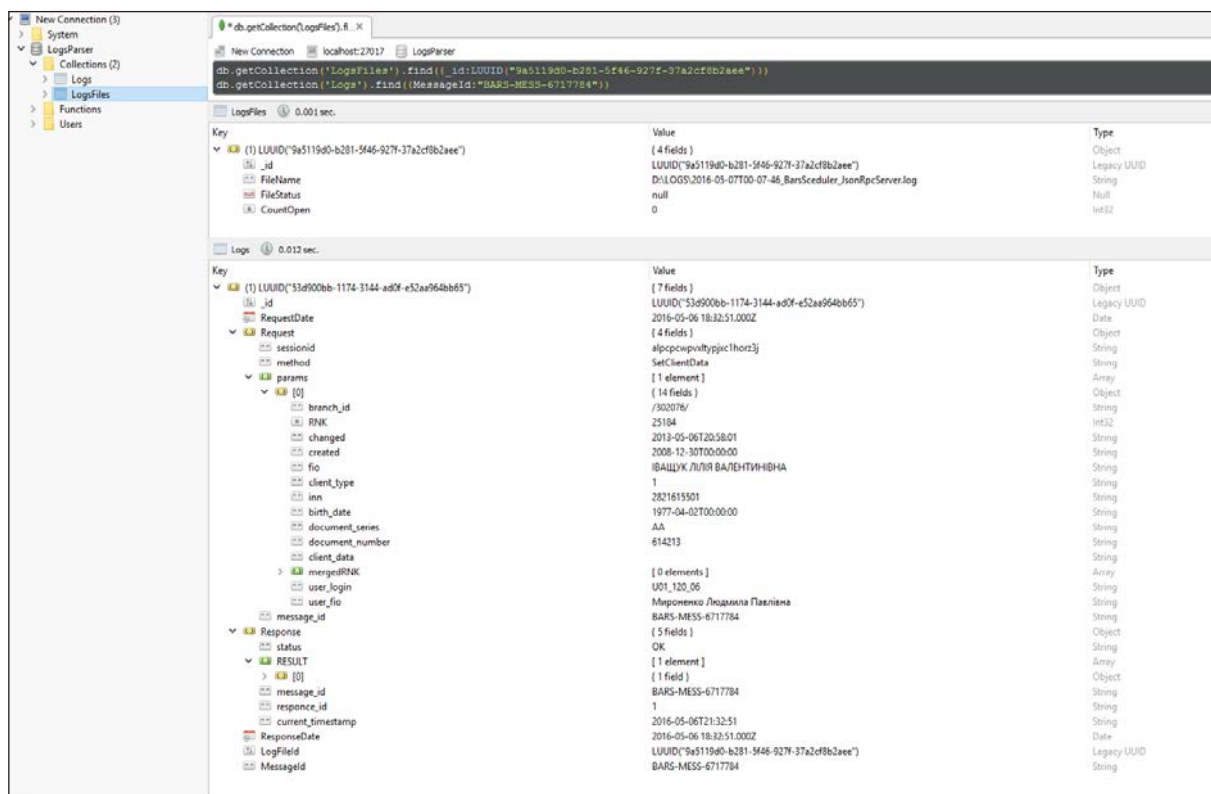 New Connection (3)
System
LogsParser
Collections (2)
Logs
LogsFiles
Functions
Users
* db.getCollection('LogsFiles').fi... X
New Connection localhost:27017 LogsParser
db.getCollection('LogsFiles').find({_id:LUUID("9a5119d0-b281-5f46-927f-37a2cf8b2aee")})
db.getCollection('Logs').find({MessageId:"BARS-MESS-6717784"})
LogsFiles 0.001 sec.
Key Value Type
(1) LUUID("9a5119d0-b281-5f46-927f-37a2cf8b2aee") { 4 fields } Object
_id LUUID("9a5119d0-b281-5f46-927f-37a2cf8b2aee") Legacy UUID
FileName D:\LOGS\2016-05-07T00-07-46_BarsSceduler_JsonRpcServer.log String
FileStatus null Null
CountOpen 0 Int32
Logs 0.012 sec.
Key Value Type
(1) LUUID("53d900bb-1174-3144-ad0f-e52aa964bb65") { 7 fields } Object
_id LUUID("53d900bb-1174-3144-ad0f-e52aa964bb65") Legacy UUID
RequestDate 2016-05-06 18:32:51.000Z Date
Request { 4 fields } Object
sessionid alpcpcwpvxltypjxc1horz3j String
method SetClientData String
params [ 1 element ] Array
[0] { 14 fields } Object
branch_id /302076/ String
RNK 25184 Int32
changed 2013-05-06T20:58:01 String
created 2008-12-30T00:00:00 String
fio ІВАЩУК ЛІЛІЯ ВАЛЕНТИНІВНА String
client_type 1 String
inn 2821615501 String
birth_date 1977-04-02T00:00:00 String
document_series АА String
document_number 614213 String
client_data String
mergedRNK [ 0 elements ] Array
user_login U01_120_06 String
user_fio Мироненко Людмила Павлівна String
message_id BARS-MESS-6717784 String
Response { 5 fields } Object
status OK String
RESULT [ 1 element ] Array
[0] { 1 field } Object
message_id BARS-MESS-6717784 String
responce_id 1 String
current_timestamp 2016-05-06T21:32:51 String
ResponseDate 2016-05-06 18:32:51.000Z Date
LogFileId LUUID("9a5119d0-b281-5f46-927f-37a2cf8b2aee") Legacy UUID
MessageId BARS-MESS-6717784 String